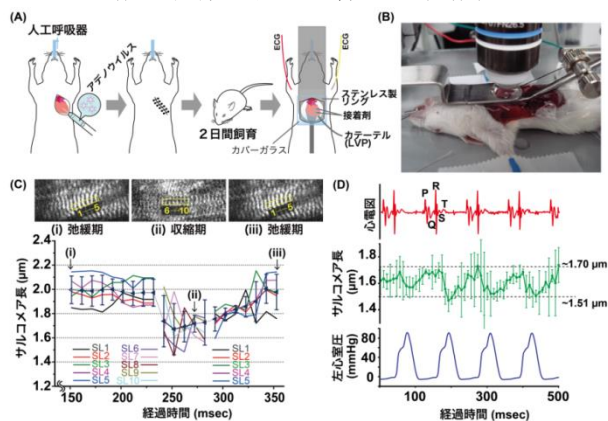 (A)
人工呼吸器
アデノウイルス
2日間飼育
ECG
ECG
ステンレス製
リング
接着剤
カテーテル
(LVP)
カバーガラス
(B)
(C)
1
5
6
10
1
5
(i) 弛緩期
(ii) 収縮期
(iii) 弛緩期
サルコメア長
(μm)
2.2
2.0
1.8
1.6
1.4
1.2
(i)
(ii)
(iii)
SL1
SL2
SL3
SL4
SL5
SL6
SL7
SL8
SL9
SL10
SL1
SL2
SL3
SL4
SL5
150
200
250
300
350
経過時間 (msec)
(D)
心電図
P
R
T
S
Q
サルコメア長
(μm)
1.8
1.6
1.4
~1.70 μm
~1.51 μm
左心室圧
(mmHg)
80
40
0
0
100
300
500
経過時間 (msec)